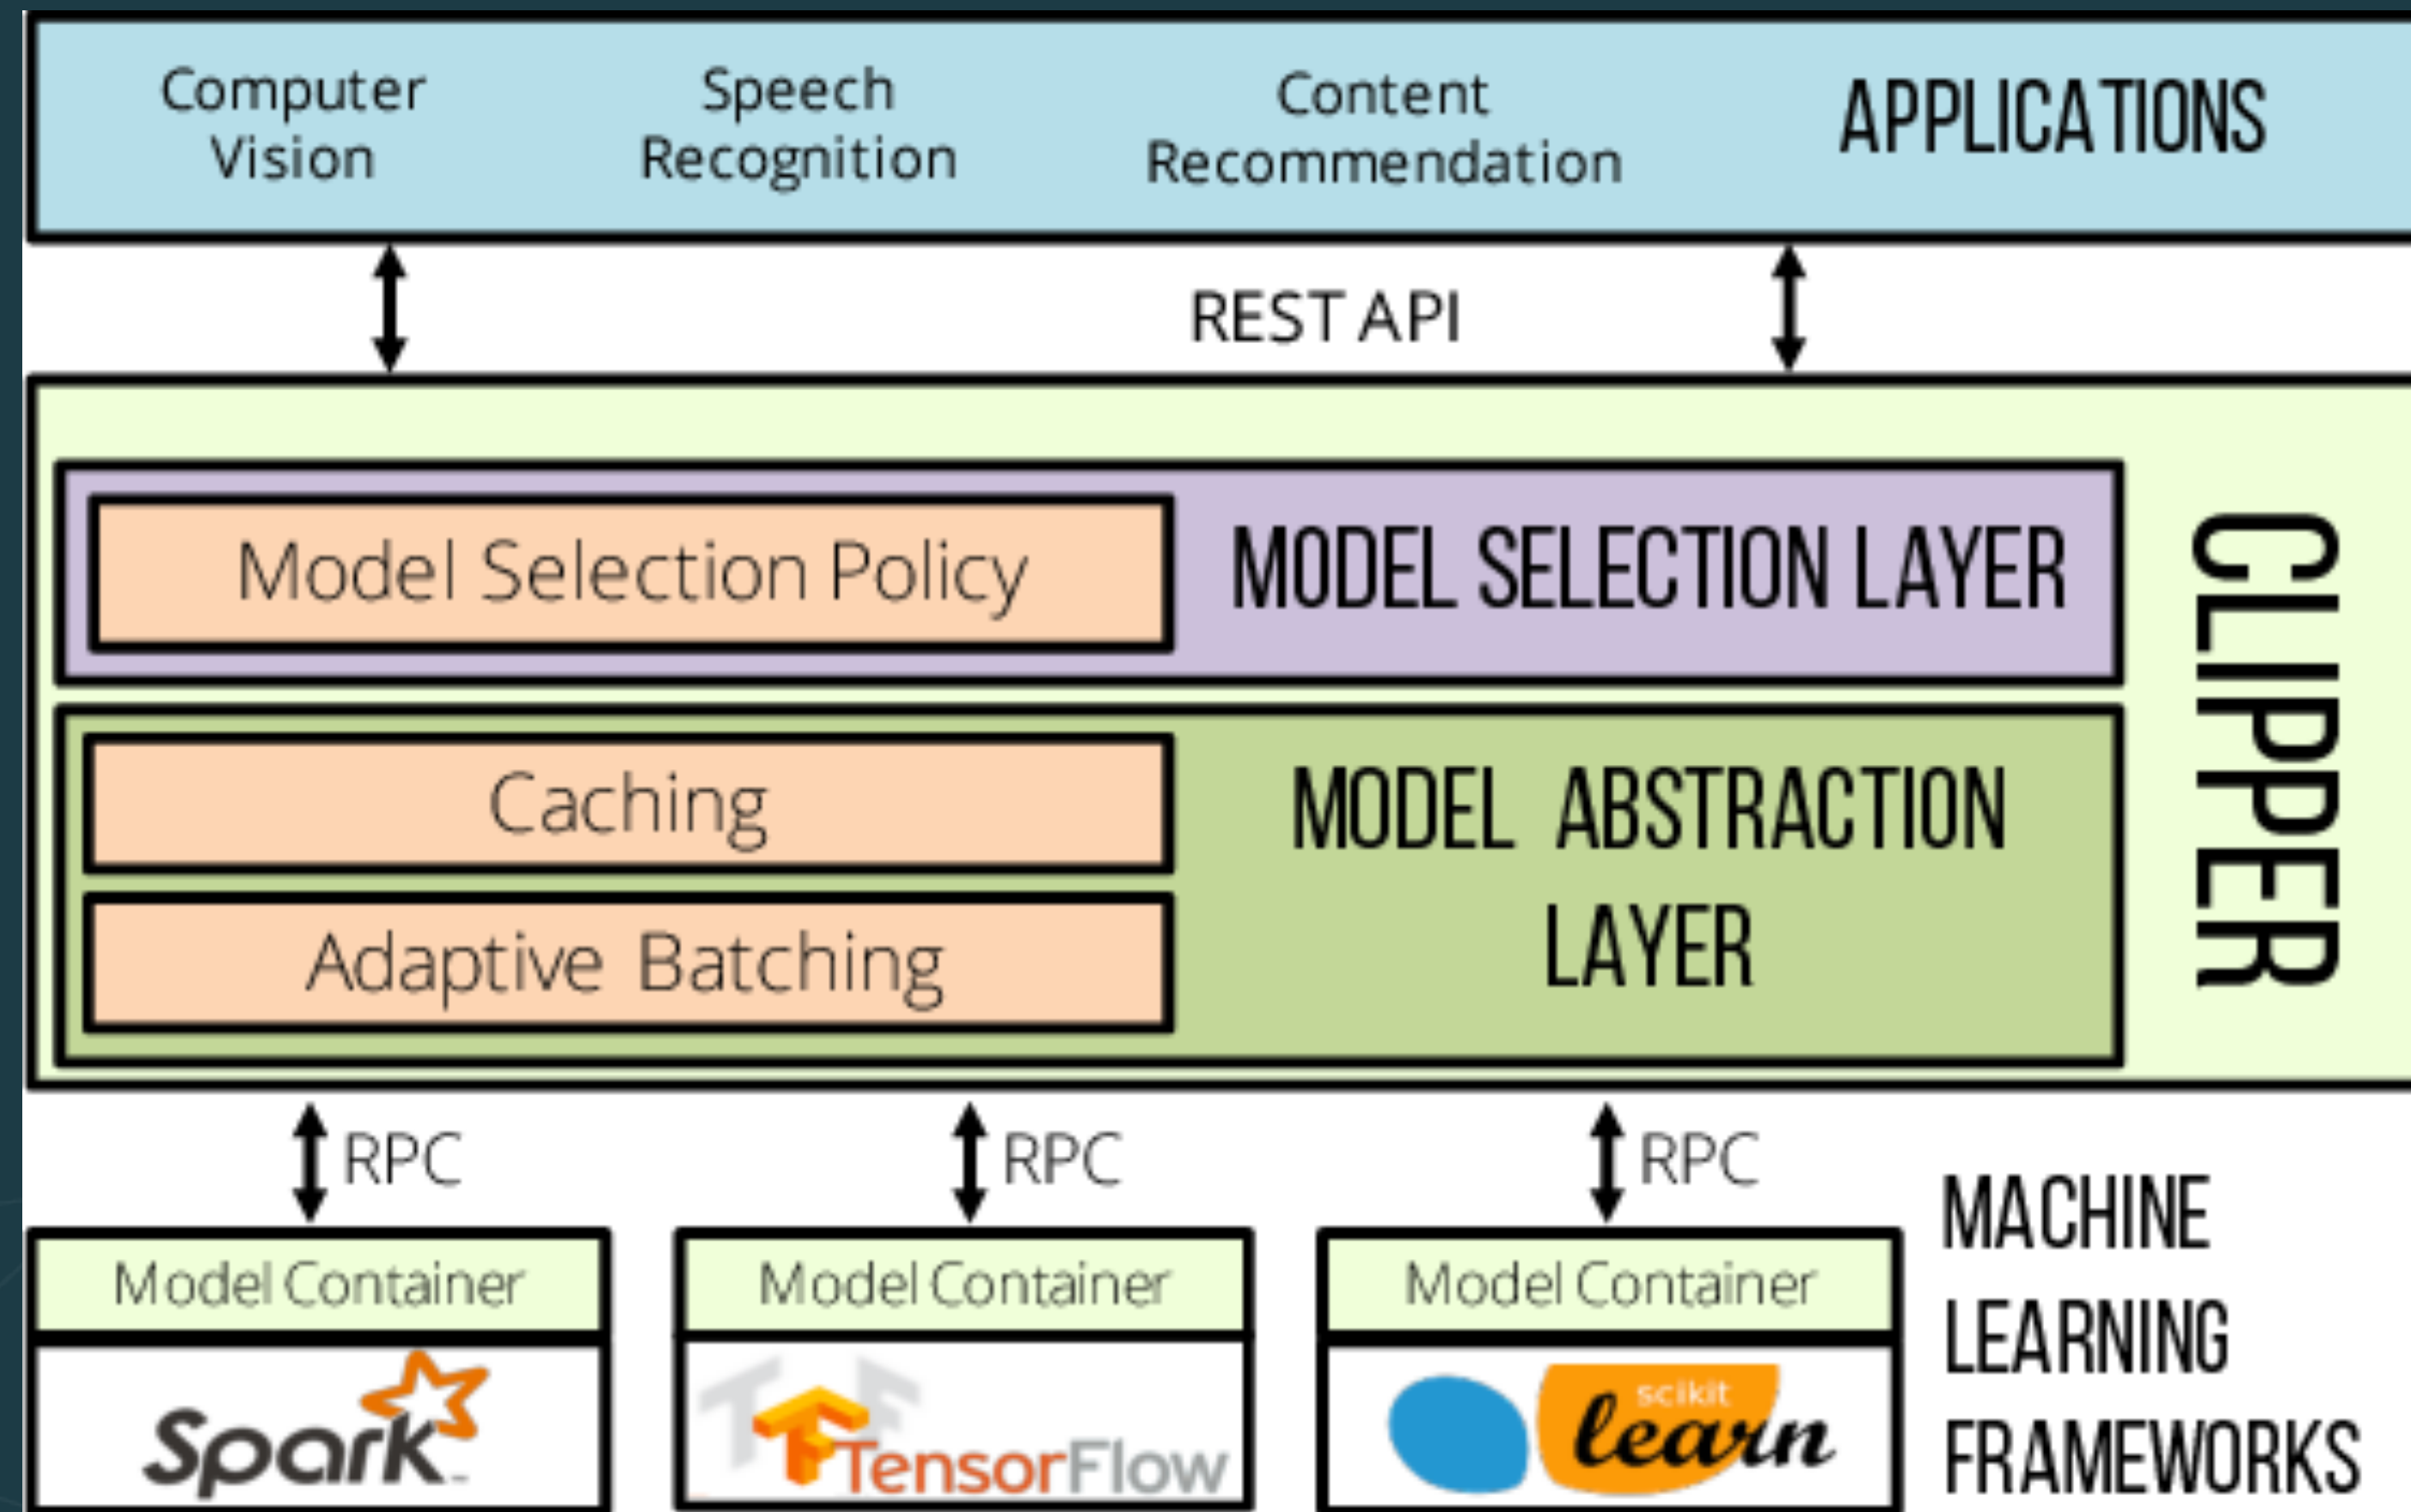 Computer
Vision
Speech
Recognition
Content
Recommendation
APPLICATIONS
REST API
Model Selection Policy
MODEL SELECTION LAYER
Caching
Adaptive Batching
MODEL ABSTRACTION
LAYER
CLIPPER
RPC
RPC
RPC
Model Container
Model Container
Model Container
Spark
TensorFlow
scikit
learn
MACHINE
LEARNING
FRAMEWORKS